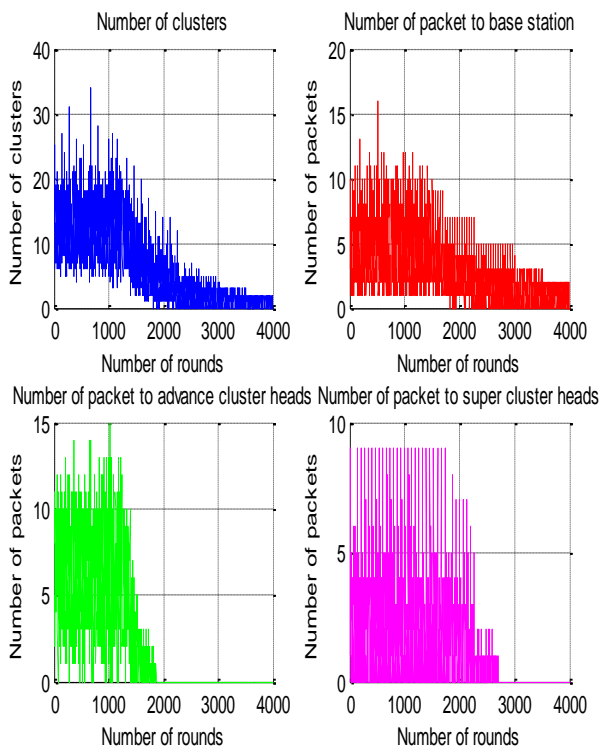 Number of clusters
40
30
20
10
0
Number of clusters
0 1000 2000 3000 4000
Number of rounds
Number of packet to base station
20
15
10
5
0
Number of packets
0 1000 2000 3000 4000
Number of rounds
Number of packet to advance cluster heads
15
10
5
0
Number of packets
0 1000 2000 3000 4000
Number of rounds
Number of packet to super cluster heads
10
5
0
Number of packets
0 1000 2000 3000 4000
Number of rounds